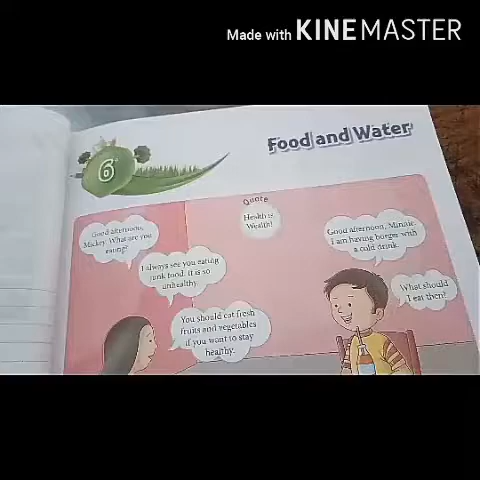 Made with KINEMASTER
6
Food and Water
Quote
Health is
Wealth!
Good afternoon,
Mickey. What are you
eating?
Good afternoon, Minnie.
I am having burger with
a cold drink.
I always see you eating
junk food. It is so
unhealthy.
What should
I eat then?
You should eat fresh
fruits and vegetables
if you want to stay
healthy.